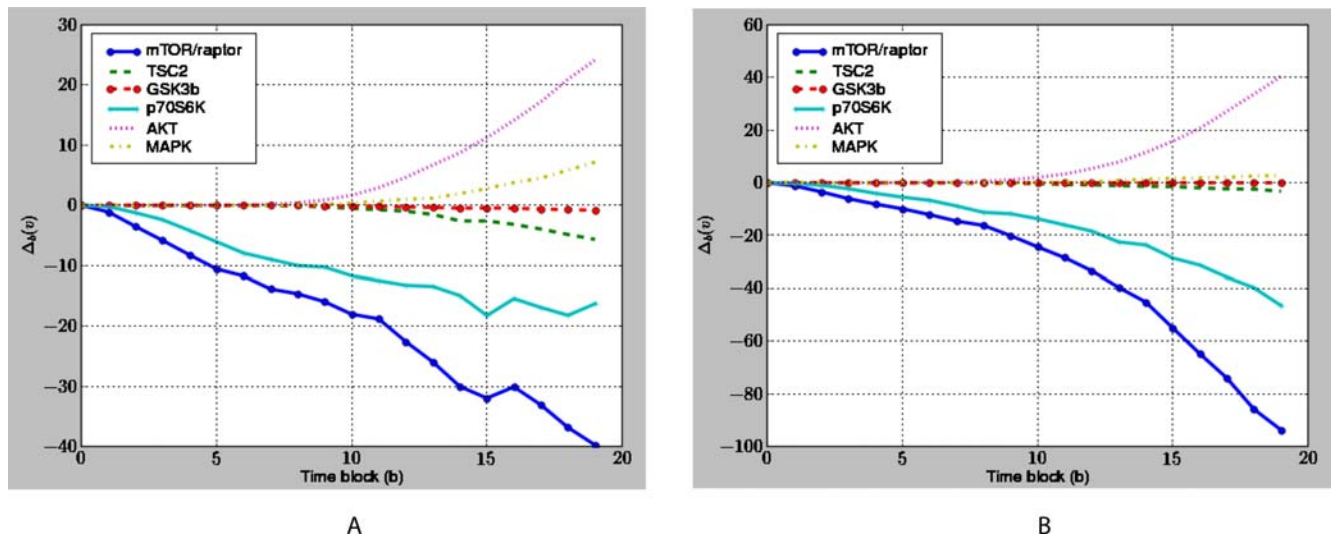 30
20
10
0
−10
−20
−30
−40
Δb(v)
mTOR/raptor
TSC2
GSK3b
p70S6K
AKT
MAPK
0 5 10 15 20
Time block (b)
A
60
40
20
0
−20
−40
−60
−80
−100
Δb(v)
mTOR/raptor
TSC2
GSK3b
p70S6K
AKT
MAPK
0 5 10 15 20
Time block (b)
B